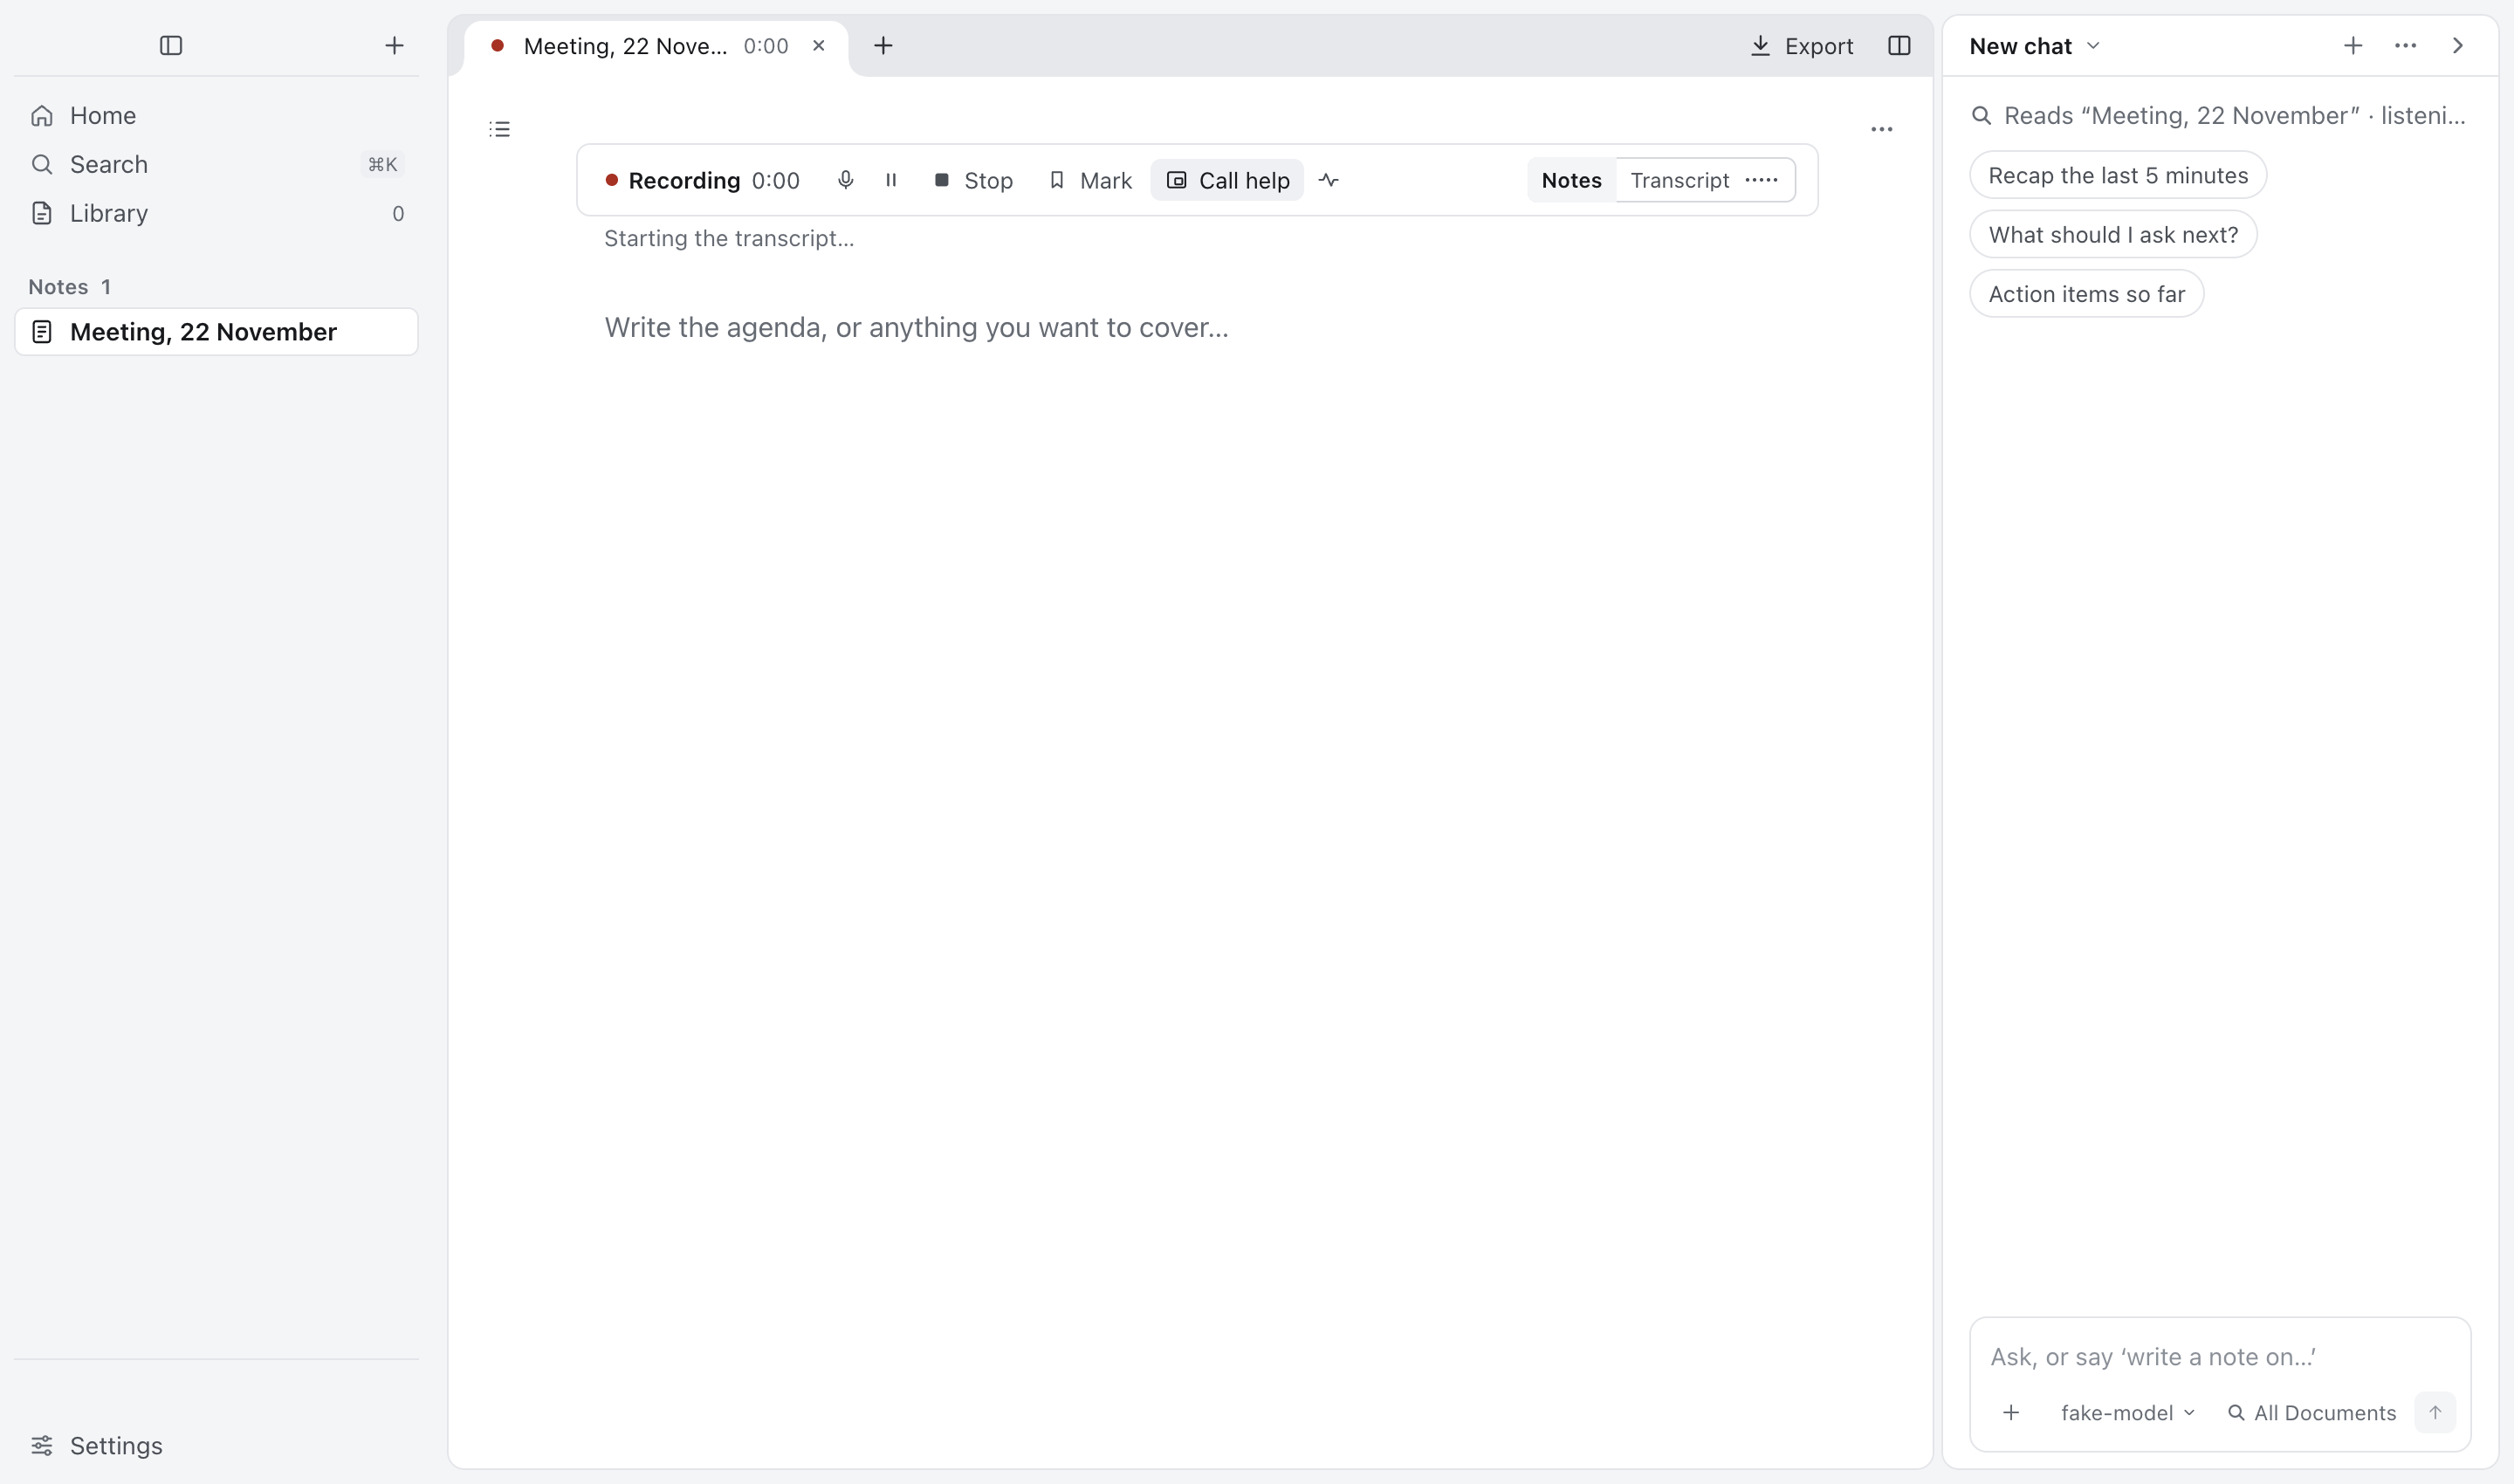 Home
Search ⌘K
Library 0
Notes 1
Meeting, 22 November
Settings
Meeting, 22 Nove... 0:00
Export
Recording 0:00 Stop Mark Call help Notes Transcript
Starting the transcript...
Write the agenda, or anything you want to cover...
New chat
Reads “Meeting, 22 November” · listeni...
Recap the last 5 minutes
What should I ask next?
Action items so far
Ask, or say ‘write a note on...’
fake-model All Documents